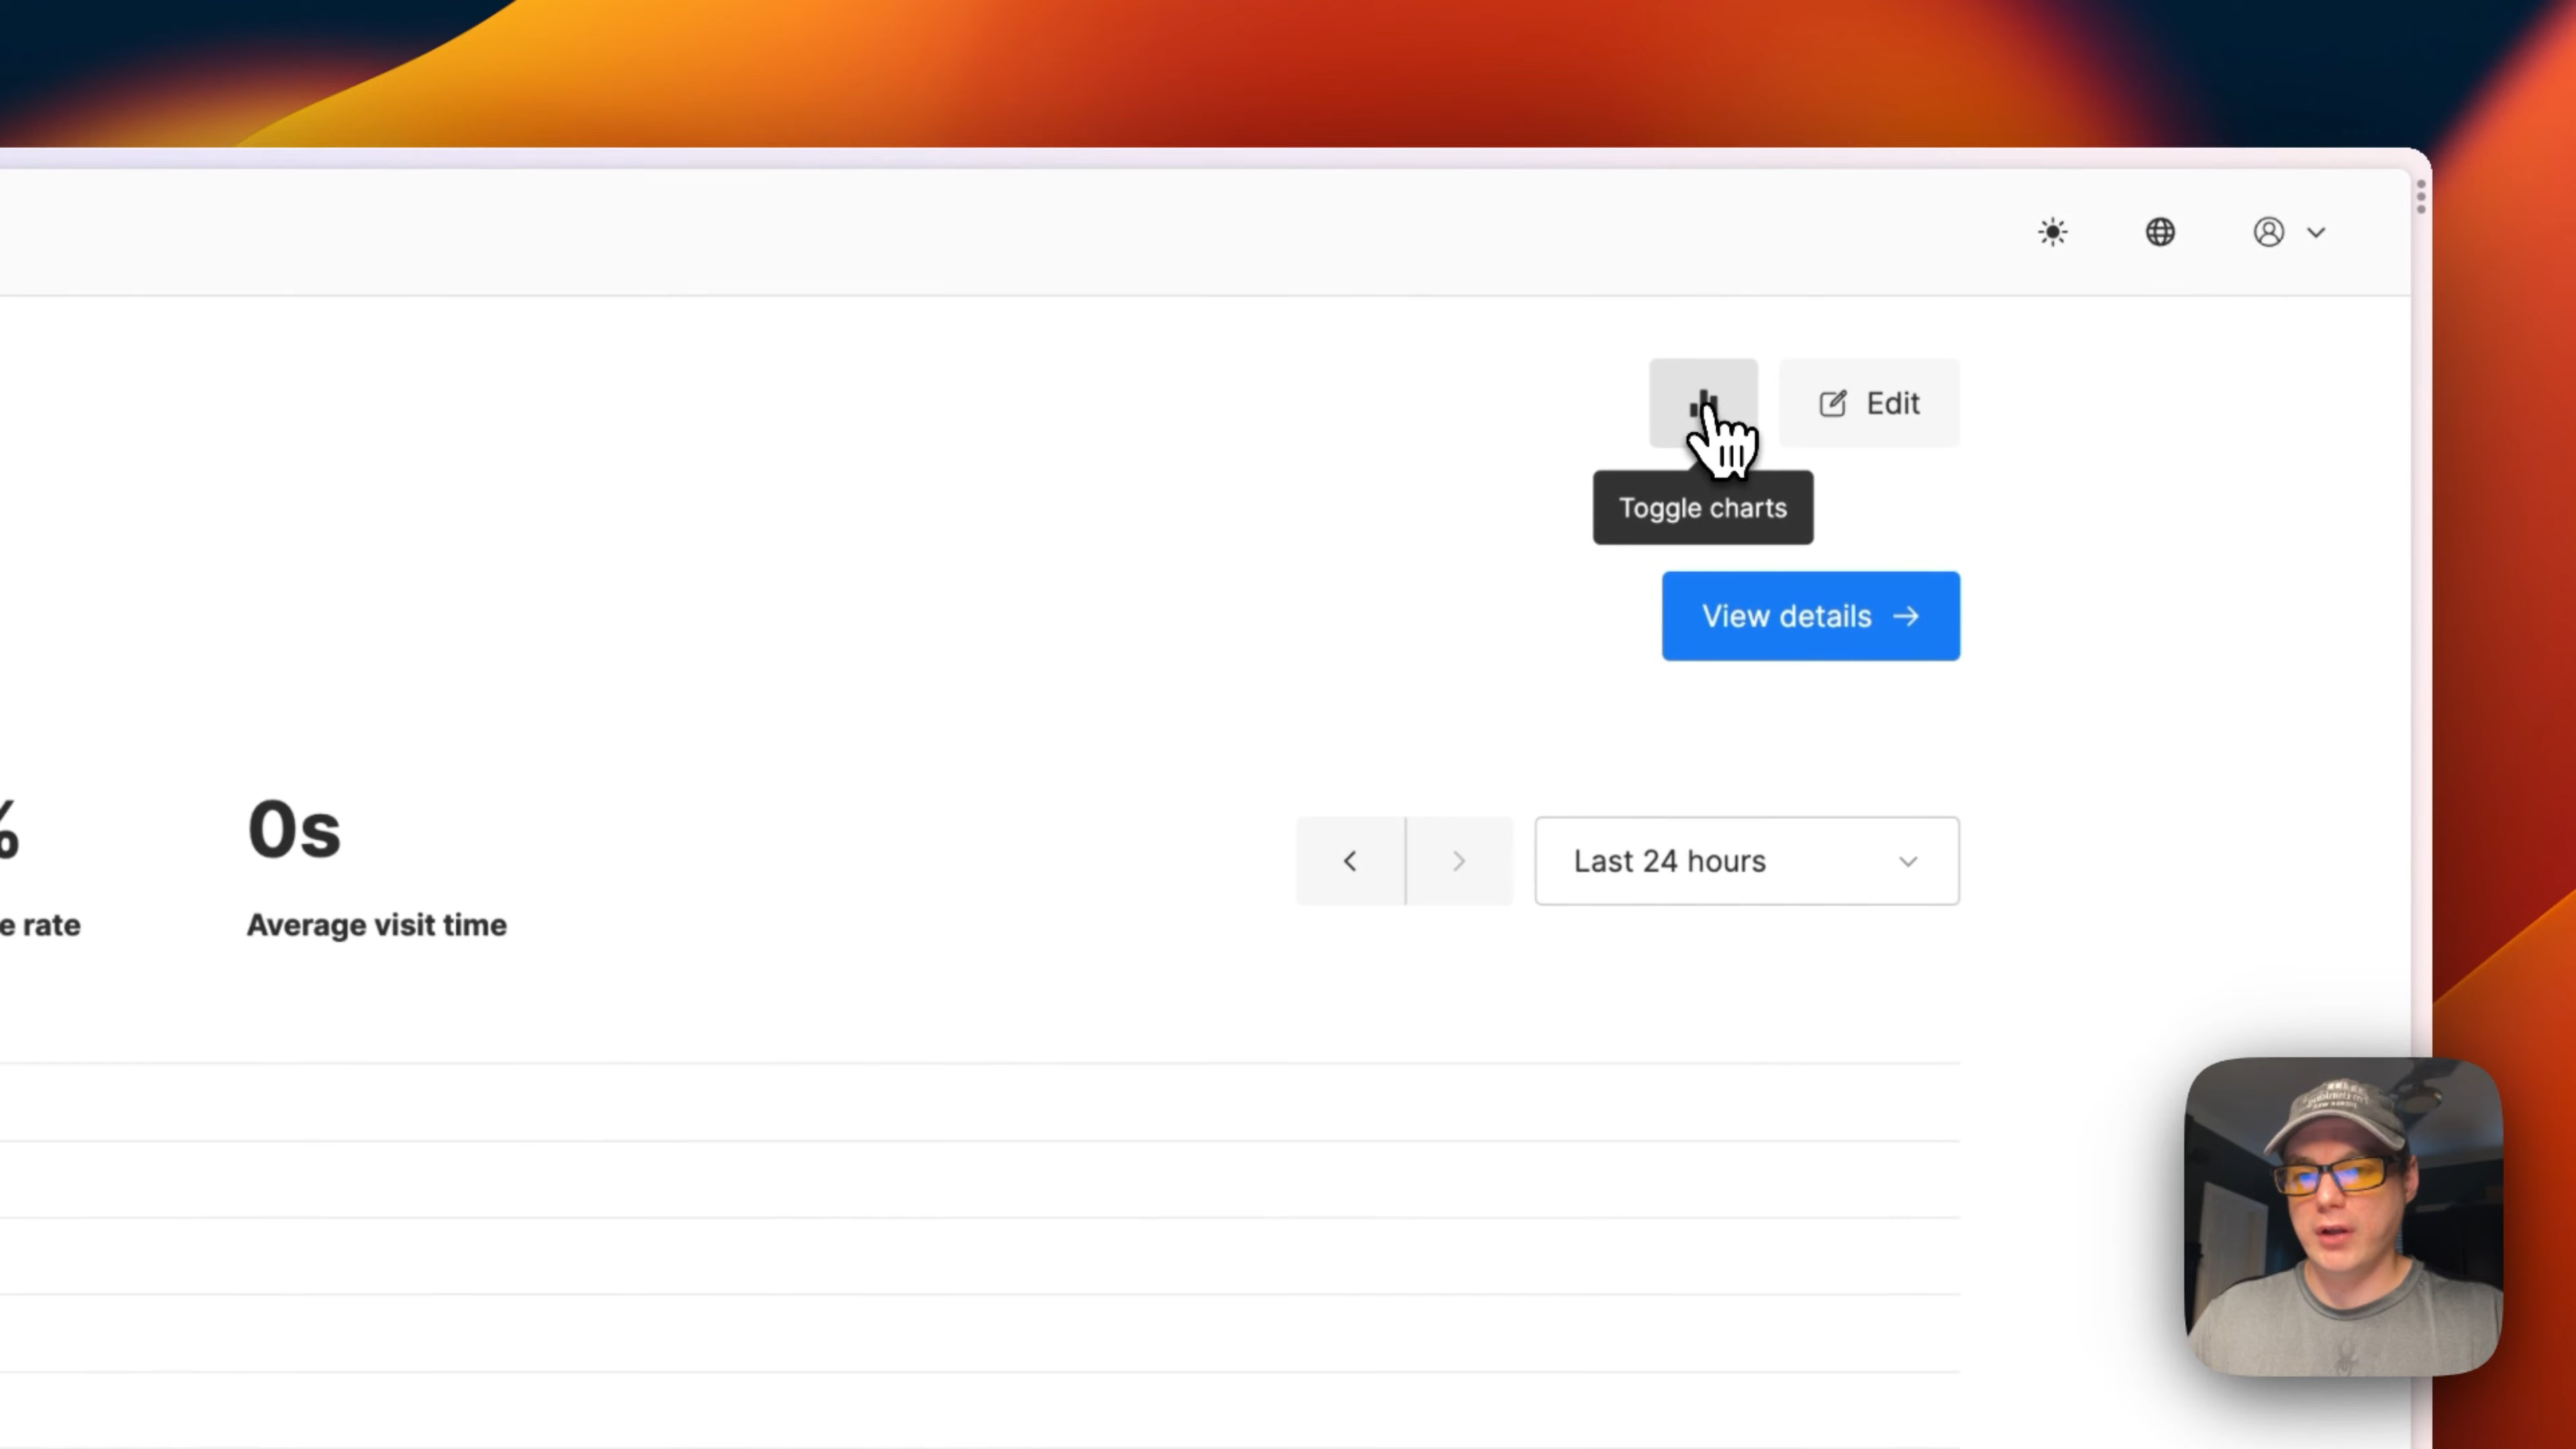 Edit
Toggle charts
View details
%
0s
Last 24 hours
e rate
Average visit time